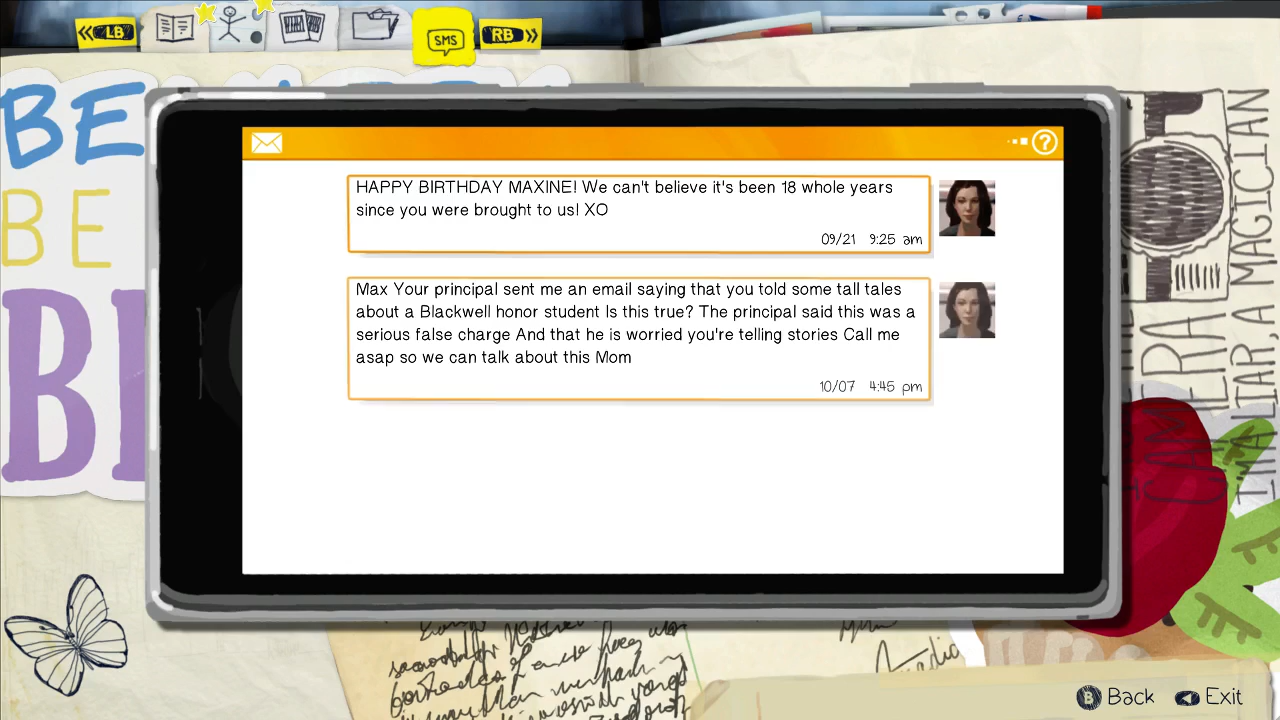 LB
SMS
RB
BE
BE
HAPPY BIRTHDAY MAXINE! We can't believe it's been 18 whole years
since you were brought to us! XO
09/21 9:25 am
Max Your principal sent me an email saying that you told some tall tales
about a Blackwell honor student Is this true? The principal said this was a
serious false charge And that he is worried you're telling stories Call me
asap so we can talk about this Mom
10/07 4:45 pm
?
CAMERA
LIAR, A MAGICIAN
B Back
Exit